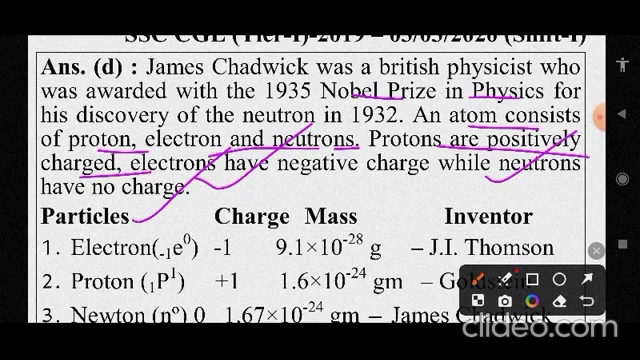 SSC CGL (Tier-I)-2019 – 03/03/2020 (Shift-I)
Ans. (d) : James Chadwick was a british physicist who
was awarded with the 1935 Nobel Prize in Physics for
his discovery of the neutron in 1932. An atom consists
of proton, electron and neutrons. Protons are positively
charged, electrons have negative charge while neutrons
have no charge.
Particles Charge Mass Inventor
1. Electron(₋₁e⁰) -1 9.1×10⁻²⁸ g – J.I. Thomson
2. Proton (₁P¹) +1 1.6×10⁻²⁴ gm –
3. Newton (nº) 0 1.67×10⁻²⁴ gm – James Chadwick
clideo.com